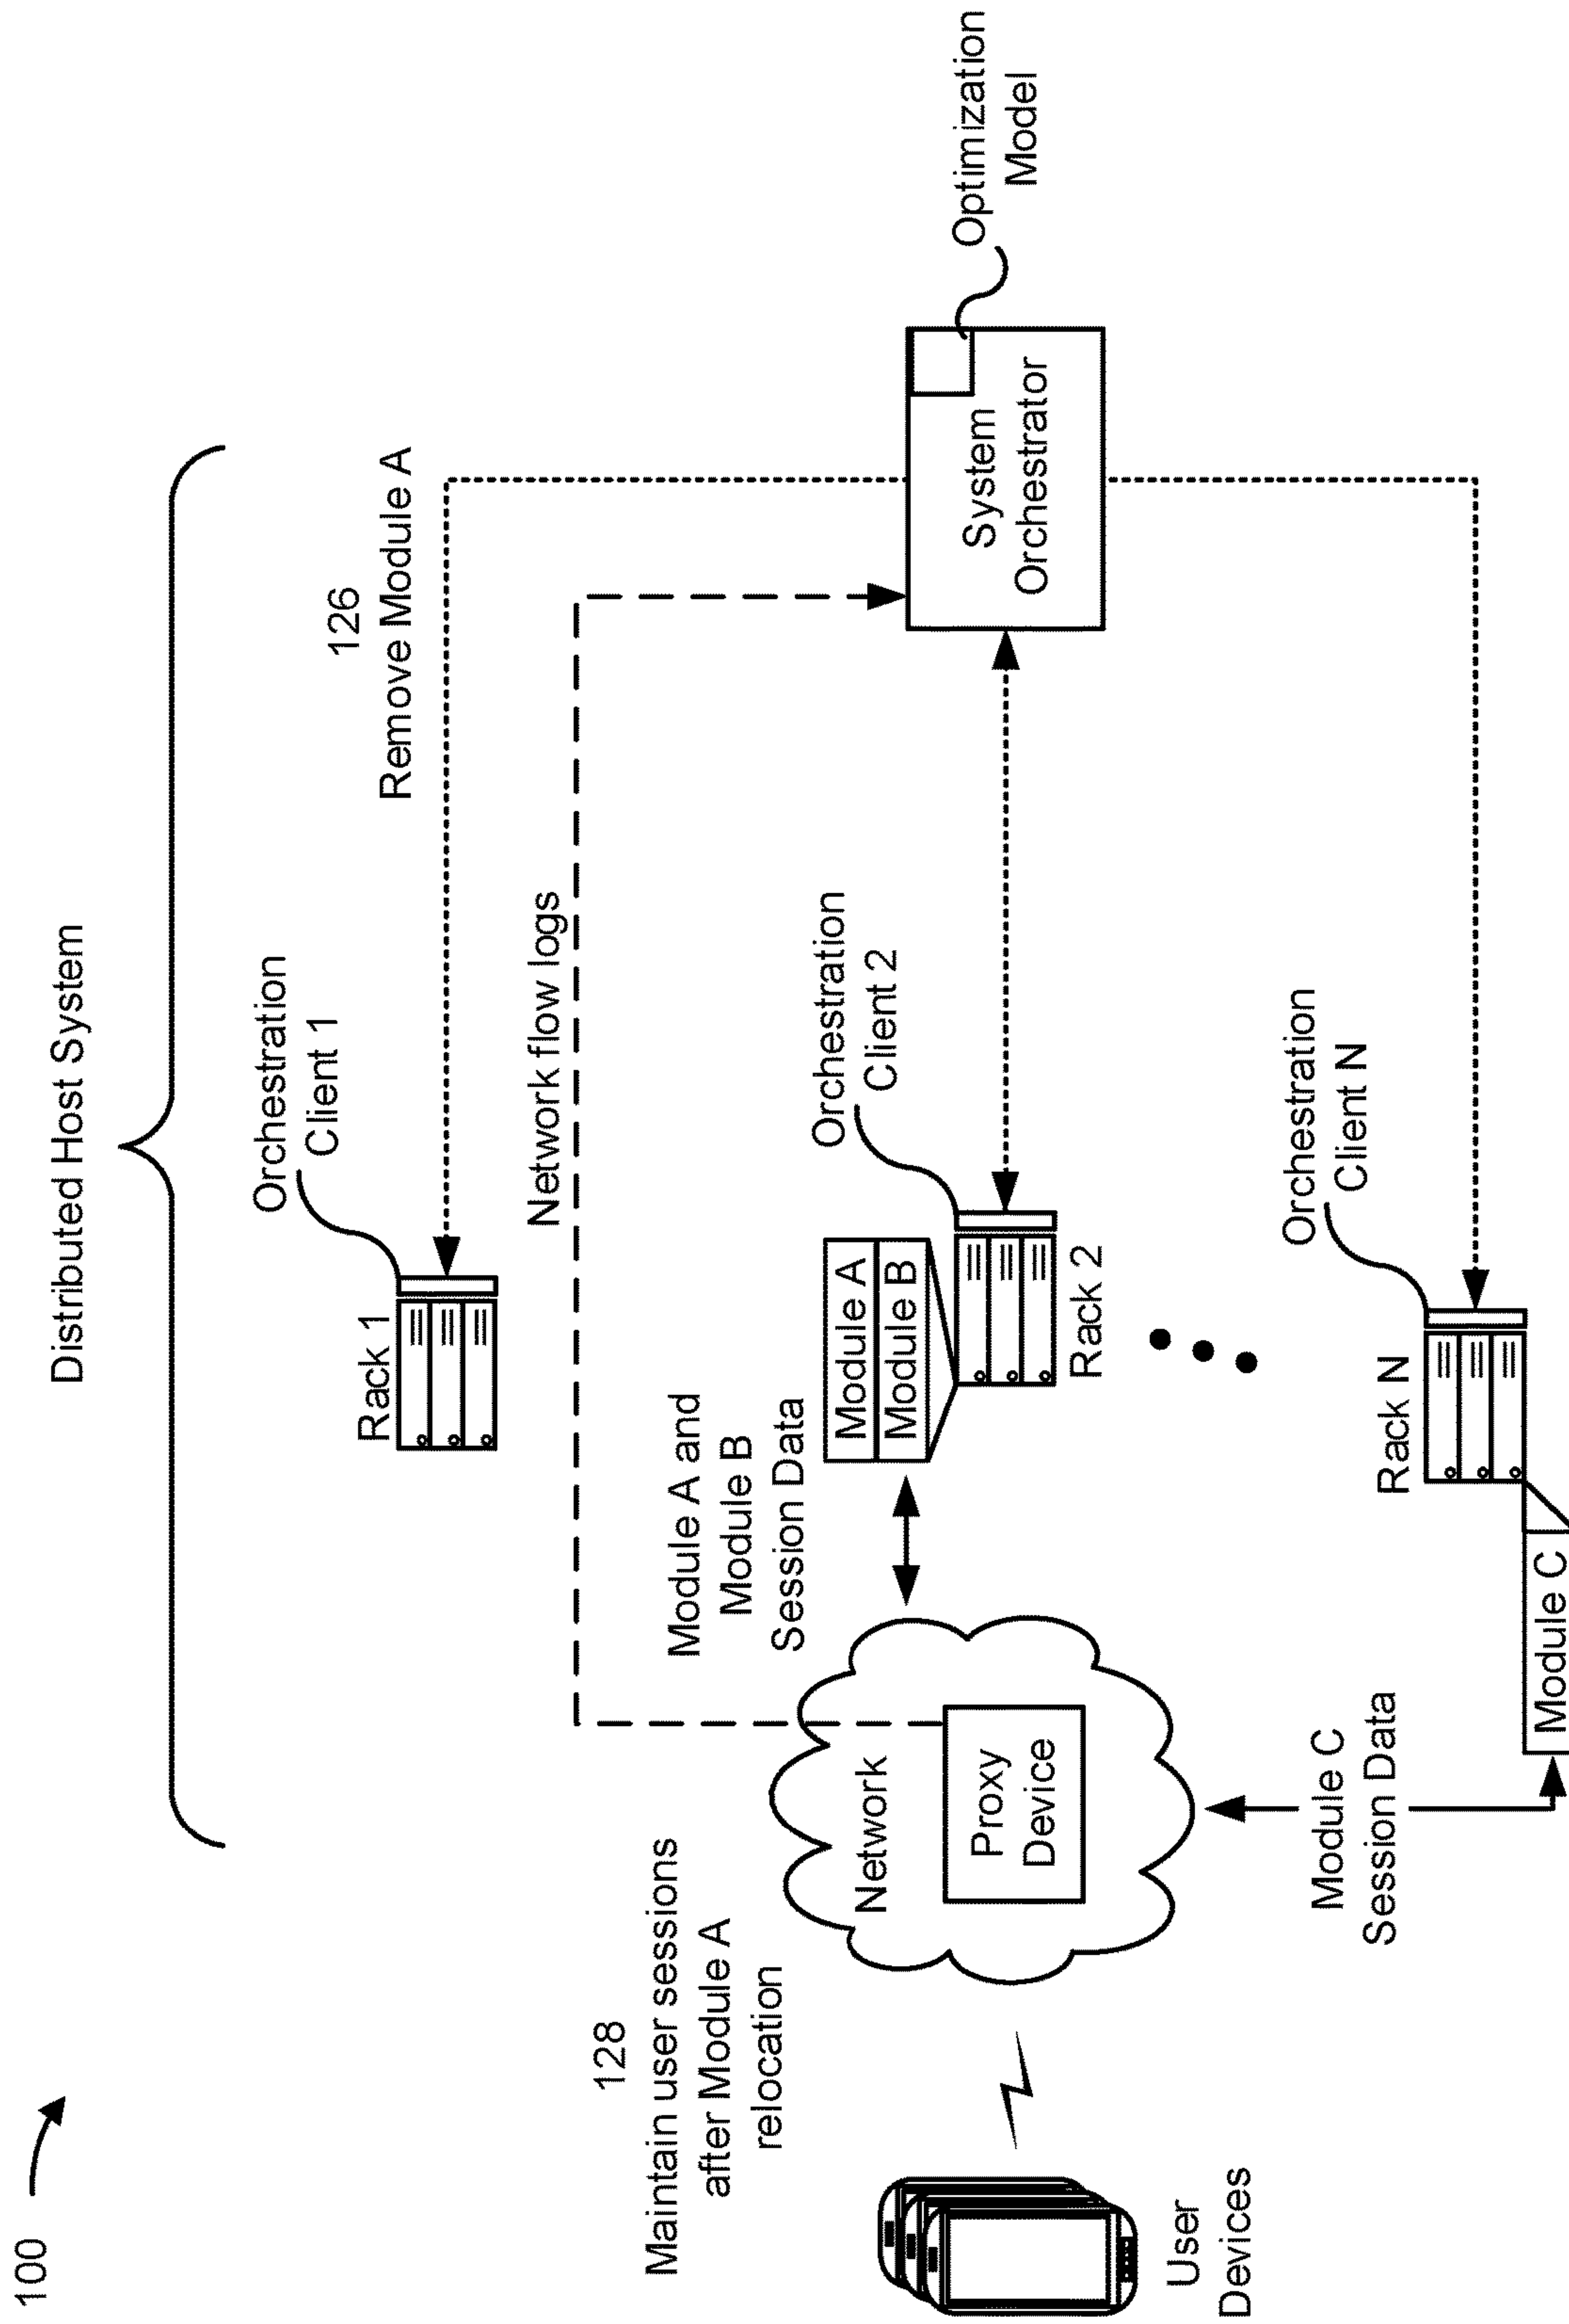 100
Distributed Host System
126
Remove Module A
Orchestration
Client 1
Rack 1
Network flow logs
128
Maintain user sessions
after Module A
relocation
Module A and
Module B
Session Data
Orchestration
Client 2
Module A
Module B
Rack 2
Network
Proxy
Device
System
Orchestrator
Optimization
Model
User
Devices
Module C
Session Data
Orchestration
Client N
Rack N
Module C